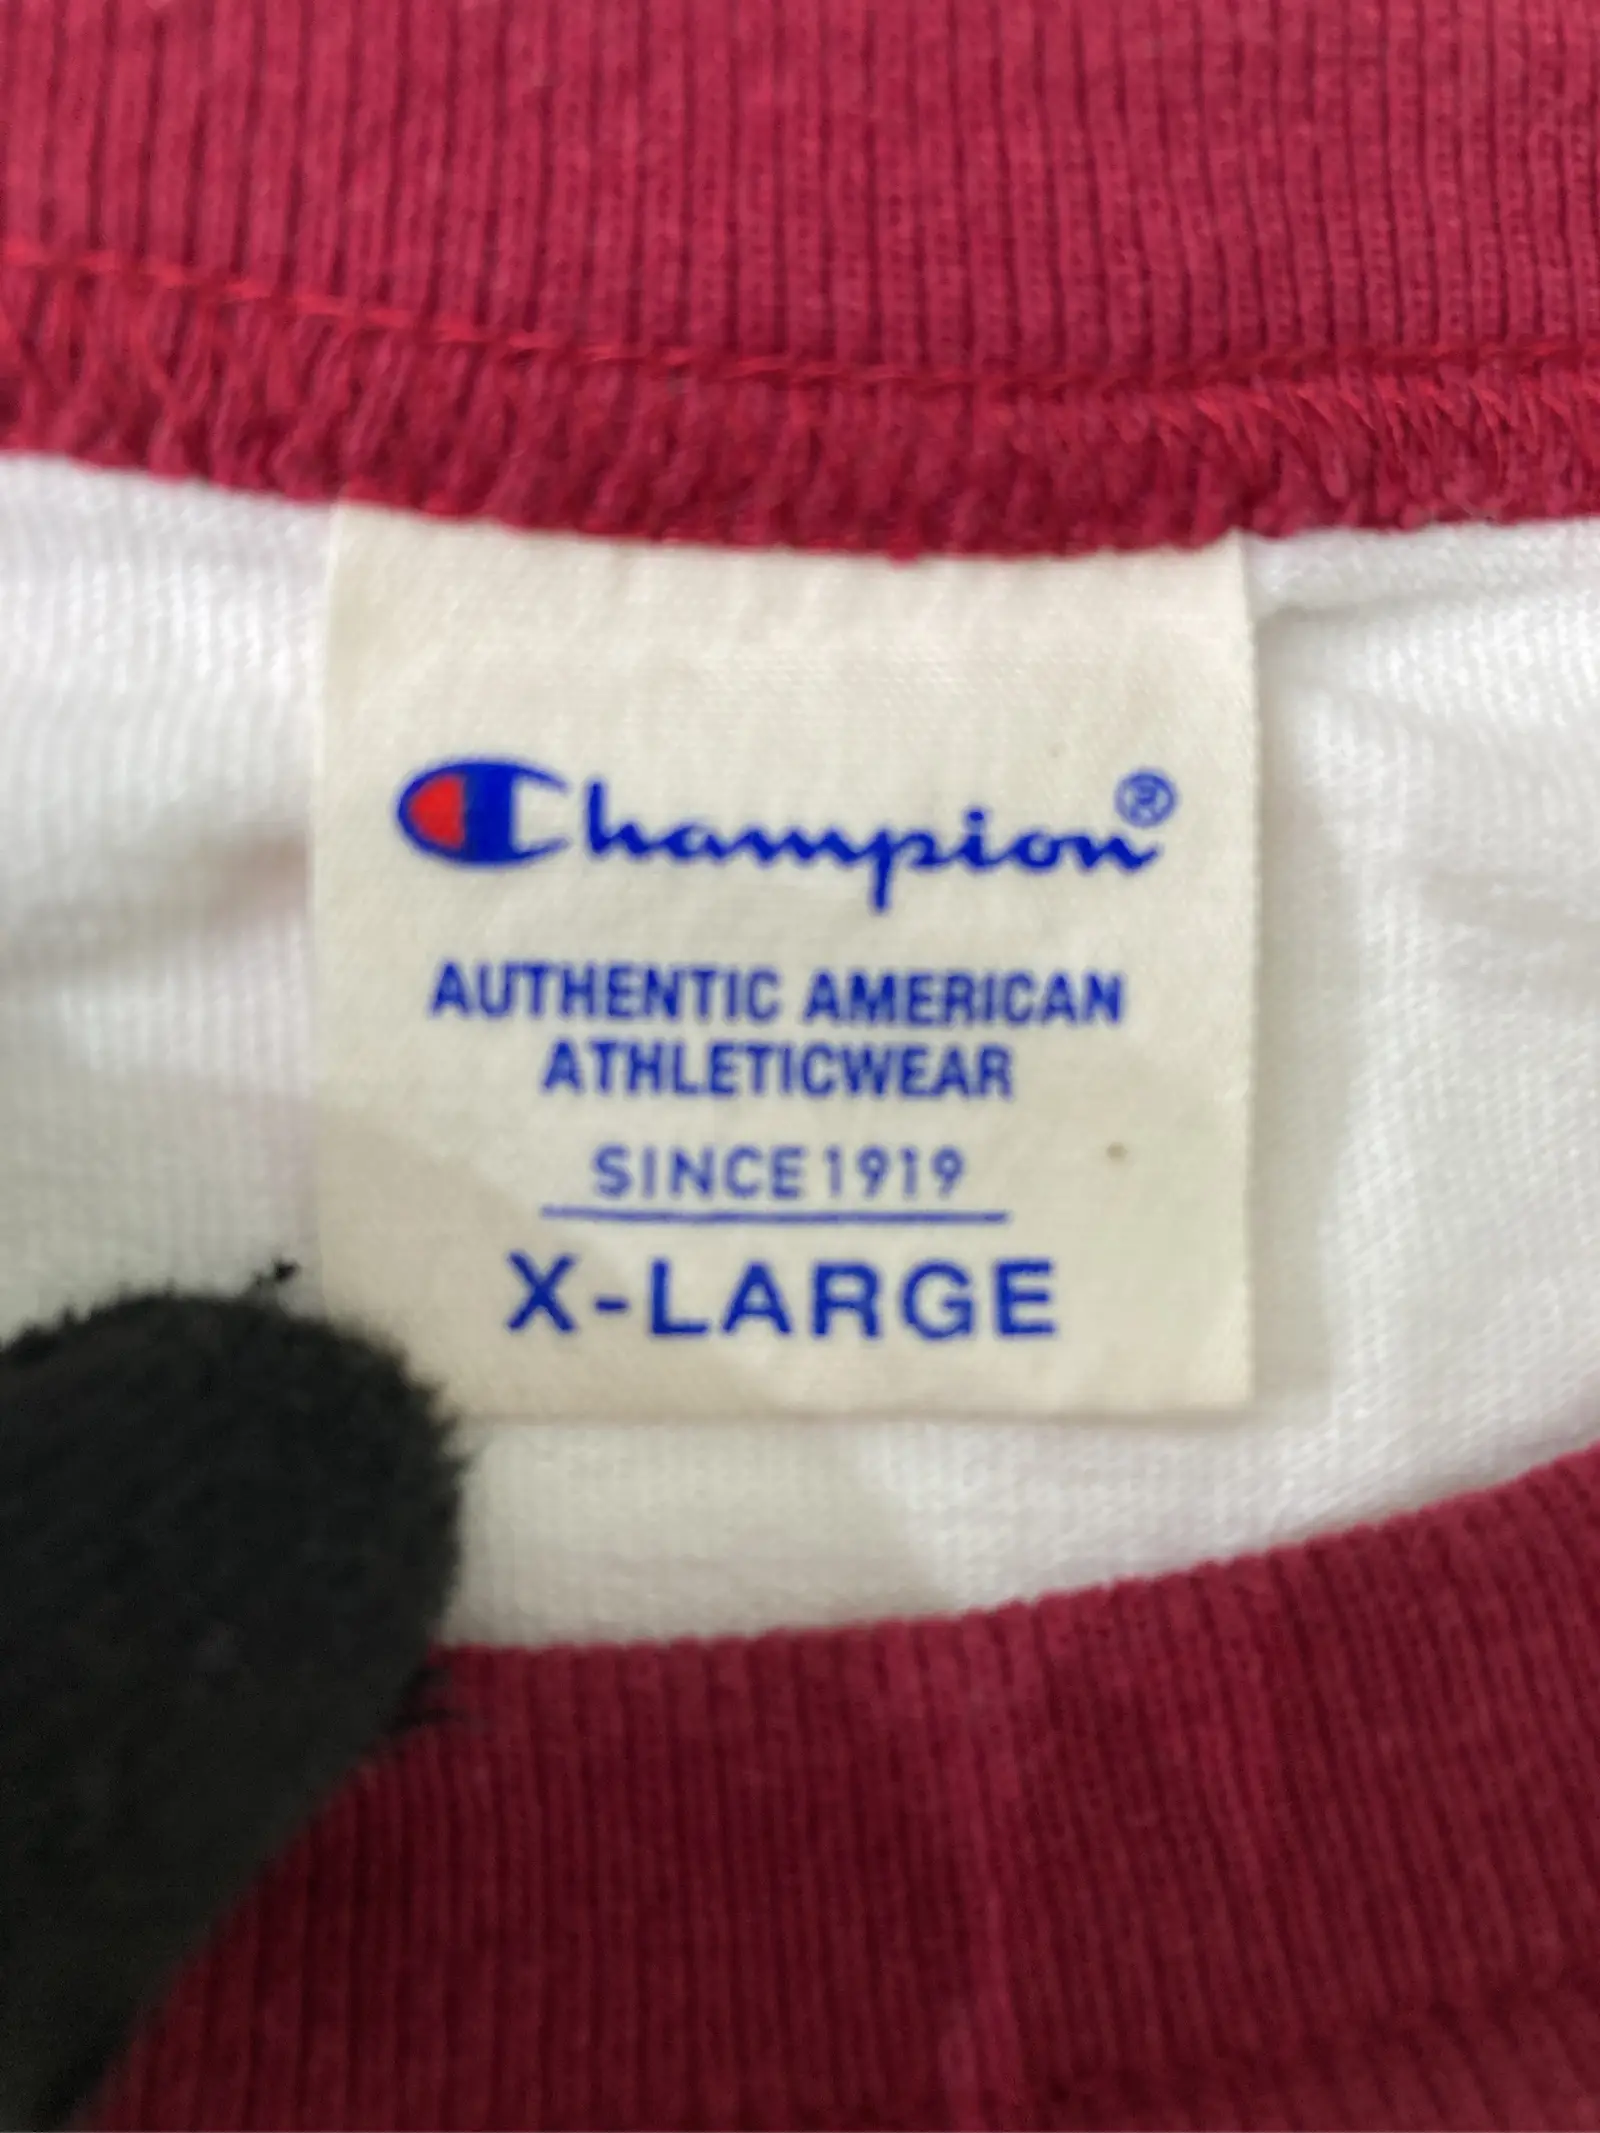 Champion®
AUTHENTIC AMERICAN
ATHLETICWEAR
SINCE 1919
X-LARGE